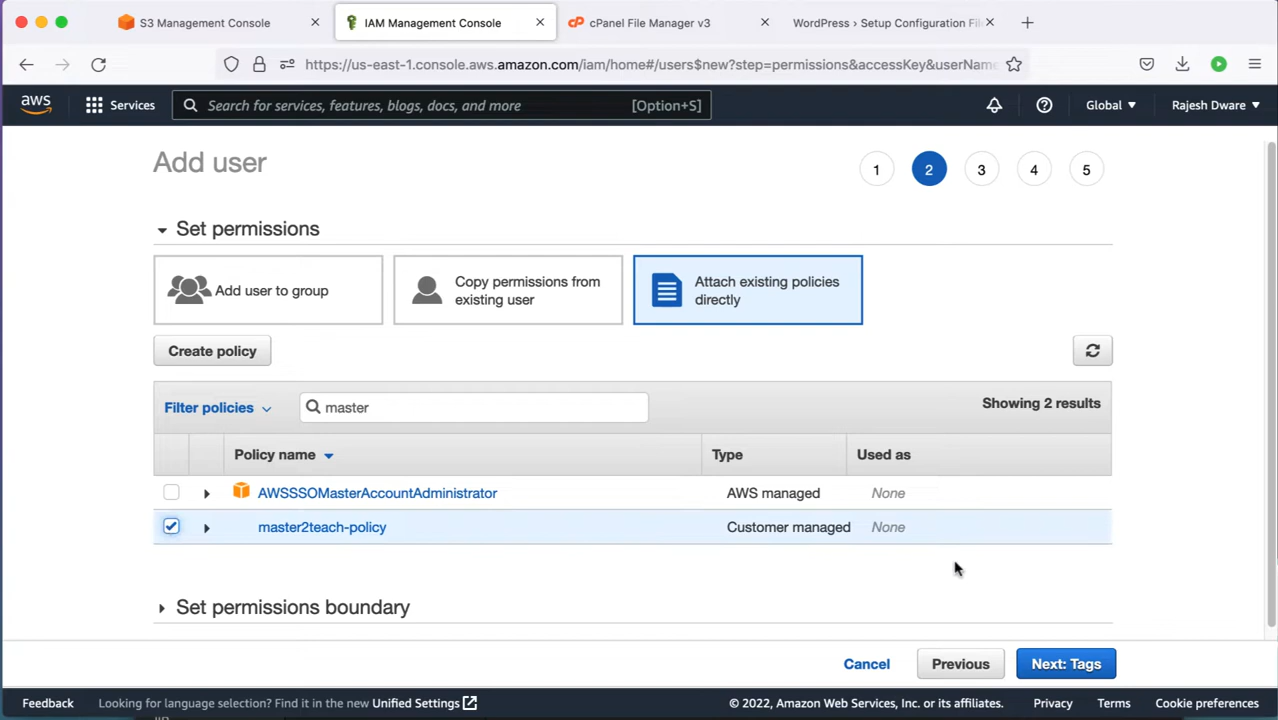 S3 Management Console
IAM Management Console
cPanel File Manager v3
WordPress › Setup Configuration Fil
https://us-east-1.console.aws.amazon.com/iam/home#/users$new?step=permissions&accessKey&userName
aws
Services
Search for services, features, blogs, docs, and more
[Option+S]
Global
Rajesh Dware
Add user
1
2
3
4
5
Set permissions
Add user to group
Copy permissions from
existing user
Attach existing policies
directly
Create policy
Filter policies
master
Showing 2 results
Policy name
Type
Used as
AWSSSOMasterAccountAdministrator
AWS managed
None
master2teach-policy
Customer managed
None
Set permissions boundary
Cancel
Previous
Next: Tags
Feedback
Looking for language selection? Find it in the new Unified Settings
© 2022, Amazon Web Services, Inc. or its affiliates.
Privacy
Terms
Cookie preferences